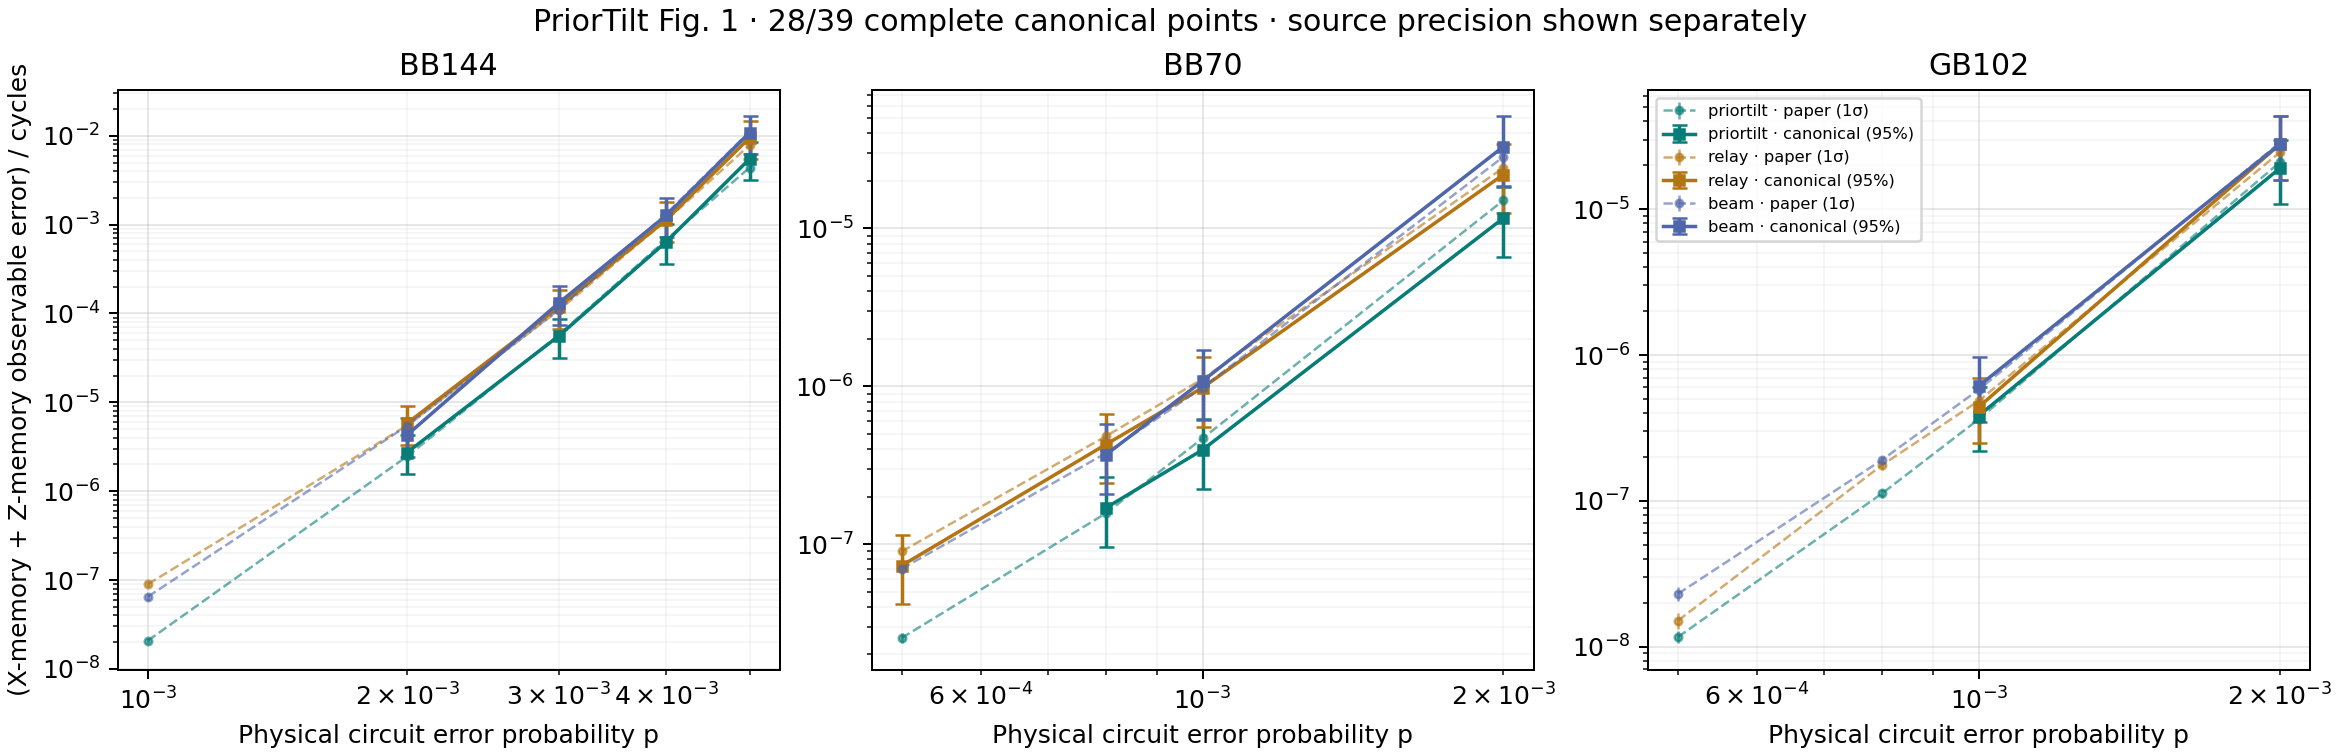 PriorTilt Fig. 1 · 28/39 complete canonical points · source precision shown separately
BB144
(X-memory + Z-memory observable error) / cycles
10⁻²
10⁻³
10⁻⁴
10⁻⁵
10⁻⁶
10⁻⁷
10⁻⁸
10⁻³
2 × 10⁻³
3 × 10⁻³
4 × 10⁻³
Physical circuit error probability p
BB70
10⁻⁵
10⁻⁶
10⁻⁷
6 × 10⁻⁴
10⁻³
2 × 10⁻³
Physical circuit error probability p
GB102
priortilt · paper (1σ)
priortilt · canonical (95%)
relay · paper (1σ)
relay · canonical (95%)
beam · paper (1σ)
beam · canonical (95%)
10⁻⁵
10⁻⁶
10⁻⁷
10⁻⁸
6 × 10⁻⁴
10⁻³
2 × 10⁻³
Physical circuit error probability p